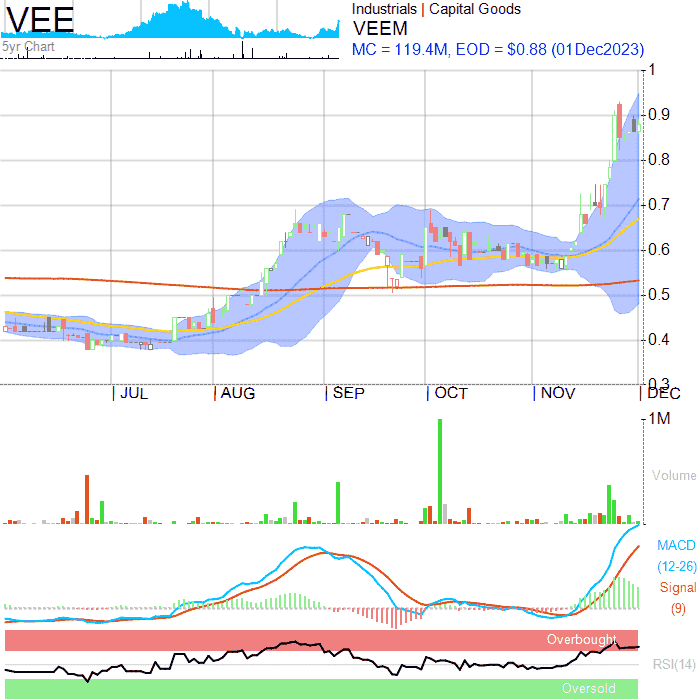 VEE
5yr Chart
Industrials | Capital Goods
VEEM
MC = 119.4M, EOD = $0.88 (01Dec2023)
1
0.9
0.8
0.7
0.6
0.5
0.4
0.3
JUL
AUG
SEP
OCT
NOV
DEC
1M
Volume
MACD
(12-26)
Signal
(9)
Overbought
RSI(14)
Oversold